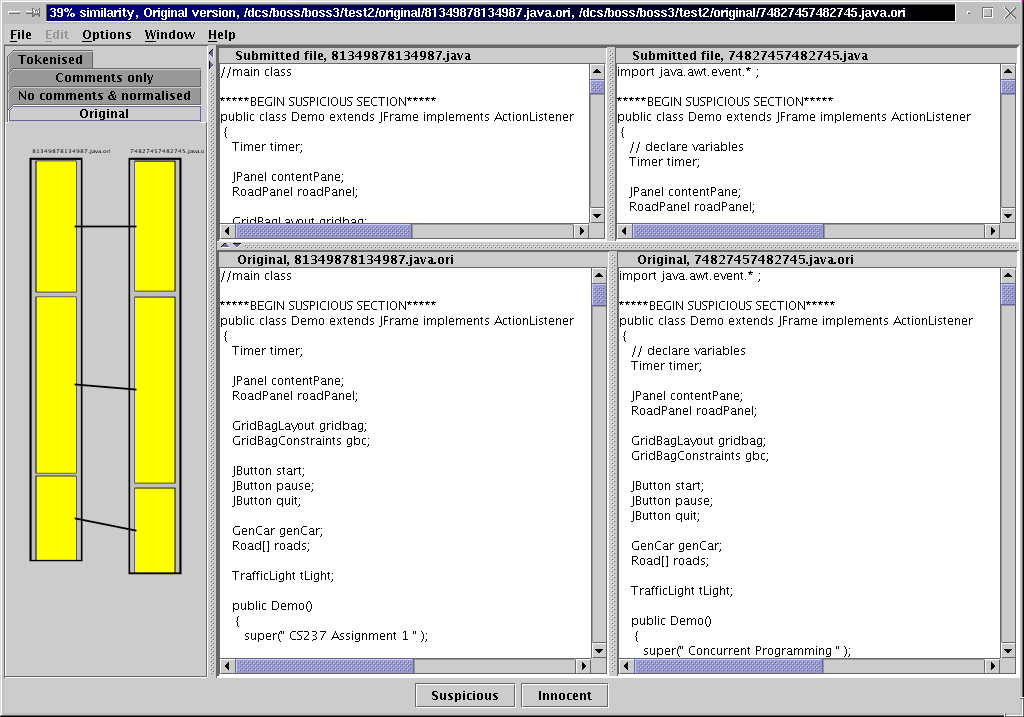 39% similarity, Original version, /dcs/boss/boss3/test2/original/81349878134987.java.ori, /dcs/boss/boss3/test2/original/74827457482745.java.ori
File Edit Options Window Help
Tokenised
Comments only
No comments & normalised
Original
81349878134987.java.ori 74827457482745.java.o
Submitted file, 81349878134987.java
//main class
*****BEGIN SUSPICIOUS SECTION*****
public class Demo extends JFrame implements ActionListener
{
Timer timer;
JPanel contentPane;
RoadPanel roadPanel;
GridBagLayout gridbag;
Submitted file, 74827457482745.java
import java.awt.event.* ;
*****BEGIN SUSPICIOUS SECTION*****
public class Demo extends JFrame implements ActionListener
{
// declare variables
Timer timer;
JPanel contentPane;
RoadPanel roadPanel;
Original, 81349878134987.java.ori
//main class
*****BEGIN SUSPICIOUS SECTION*****
public class Demo extends JFrame implements ActionListener
{
Timer timer;
JPanel contentPane;
RoadPanel roadPanel;
GridBagLayout gridbag;
GridBagConstraints gbc;
JButton start;
JButton pause;
JButton quit;
GenCar genCar;
Road[] roads;
TrafficLight tLight;
public Demo()
{
super(" CS237 Assignment 1 " );
Original, 74827457482745.java.ori
import java.awt.event.* ;
*****BEGIN SUSPICIOUS SECTION*****
public class Demo extends JFrame implements ActionListener
{
// declare variables
Timer timer;
JPanel contentPane;
RoadPanel roadPanel;
GridBagLayout gridbag;
GridBagConstraints gbc;
JButton start;
JButton pause;
JButton quit;
GenCar genCar;
Road[] roads;
TrafficLight tLight;
public Demo()
{
super(" Concurrent Programming " );
Suspicious Innocent